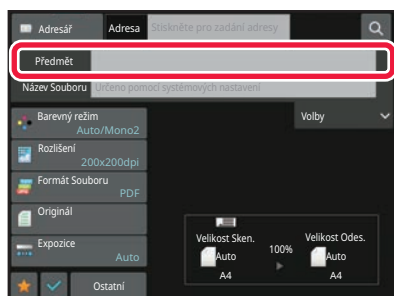 Adresář
Adresa
Stiskněte pro zadání adresy
Předmět
Název Souboru
Určeno pomocí systémových nastavení
Barevný režim
Auto/Mono2
Volby
Rozlišení
200x200dpi
Formát Souboru
PDF
Originál
Expozice
Auto
Velikost Sken.
100%
Velikost Odes.
Auto
Auto
A4
A4
Ostatní